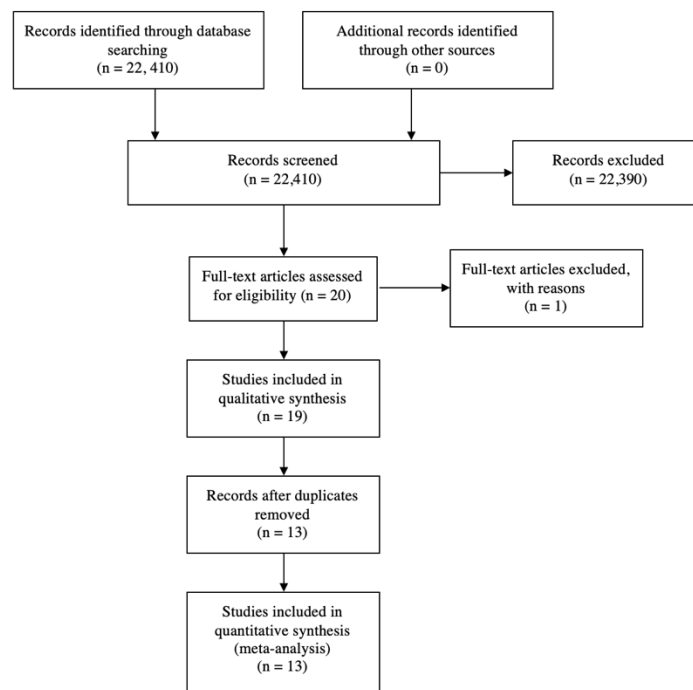 Records identified through database
searching
(n = 22, 410)
Additional records identified
through other sources
(n = 0)
Records screened
(n = 22,410)
Records excluded
(n = 22,390)
Full-text articles assessed
for eligibility (n = 20)
Full-text articles excluded,
with reasons
(n = 1)
Studies included in
qualitative synthesis
(n = 19)
Records after duplicates
removed
(n = 13)
Studies included in
quantitative synthesis
(meta-analysis)
(n = 13)